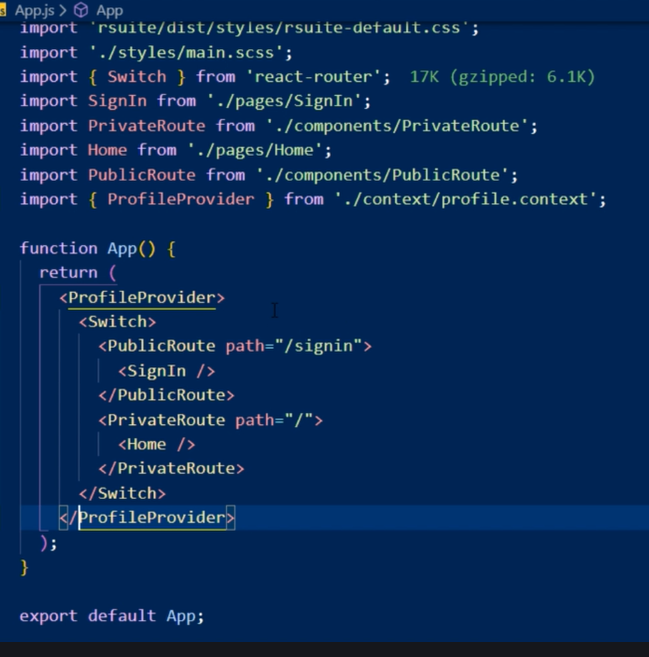 App.js > App
import 'rsuite/dist/styles/rsuite-default.css';
import './styles/main.scss';
import { Switch } from 'react-router';  17K (gzipped: 6.1K)
import SignIn from './pages/SignIn';
import PrivateRoute from './components/PrivateRoute';
import Home from './pages/Home';
import PublicRoute from './components/PublicRoute';
import { ProfileProvider } from './context/profile.context';

function App() {
  return (
    <ProfileProvider>
      <Switch>
        <PublicRoute path="/signin">
          <SignIn />
        </PublicRoute>
        <PrivateRoute path="/">
          <Home />
        </PrivateRoute>
      </Switch>
    </ProfileProvider>
  );
}

export default App;